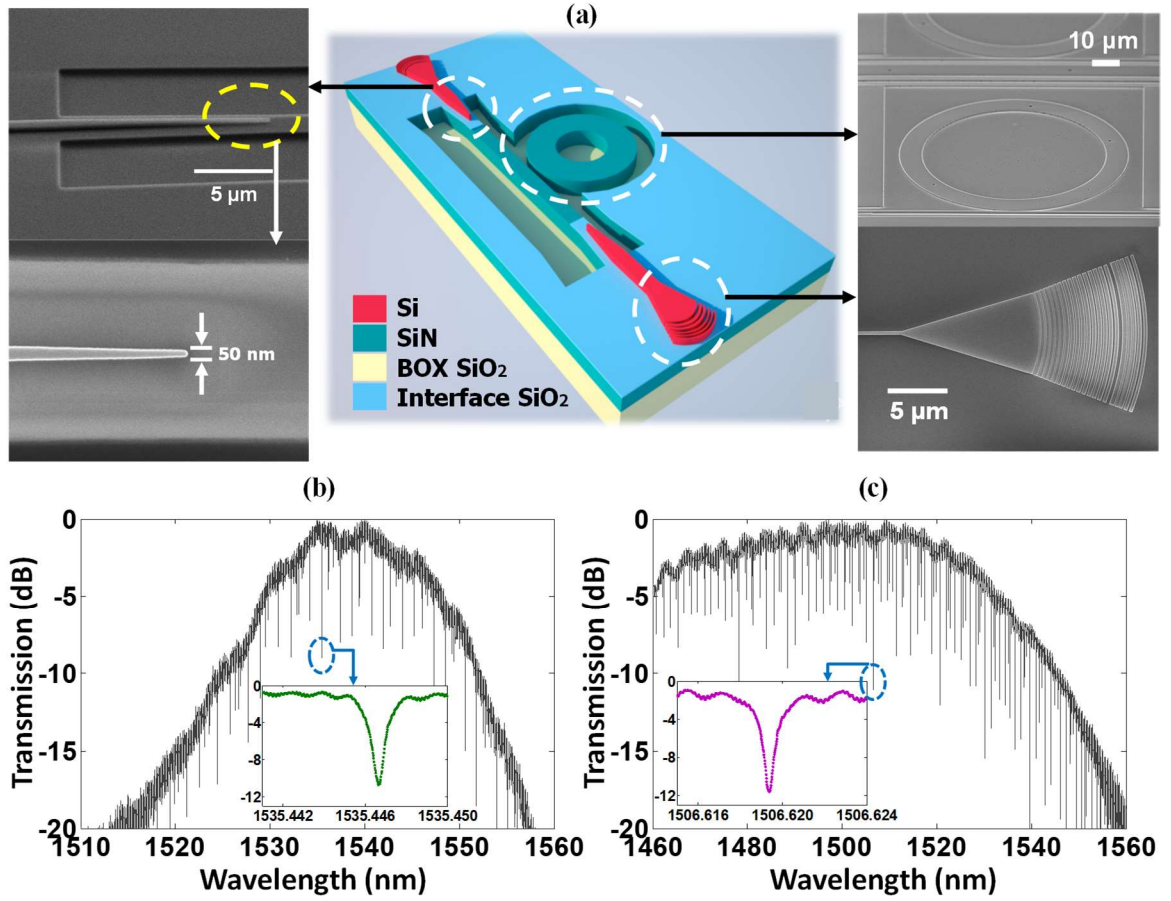 (a)
10 µm
5 µm
50 nm
Si
SiN
BOX SiO₂
Interface SiO₂
5 µm
(b)
(c)
Transmission (dB)
0
-5
-10
-15
-20
1510 1520 1530 1540 1550 1560
Wavelength (nm)
0
-4
-8
-12
1535.442 1535.446 1535.450
Transmission (dB)
0
-5
-10
-15
-20
1460 1480 1500 1520 1540 1560
Wavelength (nm)
0
-4
-8
-12
1506.616 1506.620 1506.624